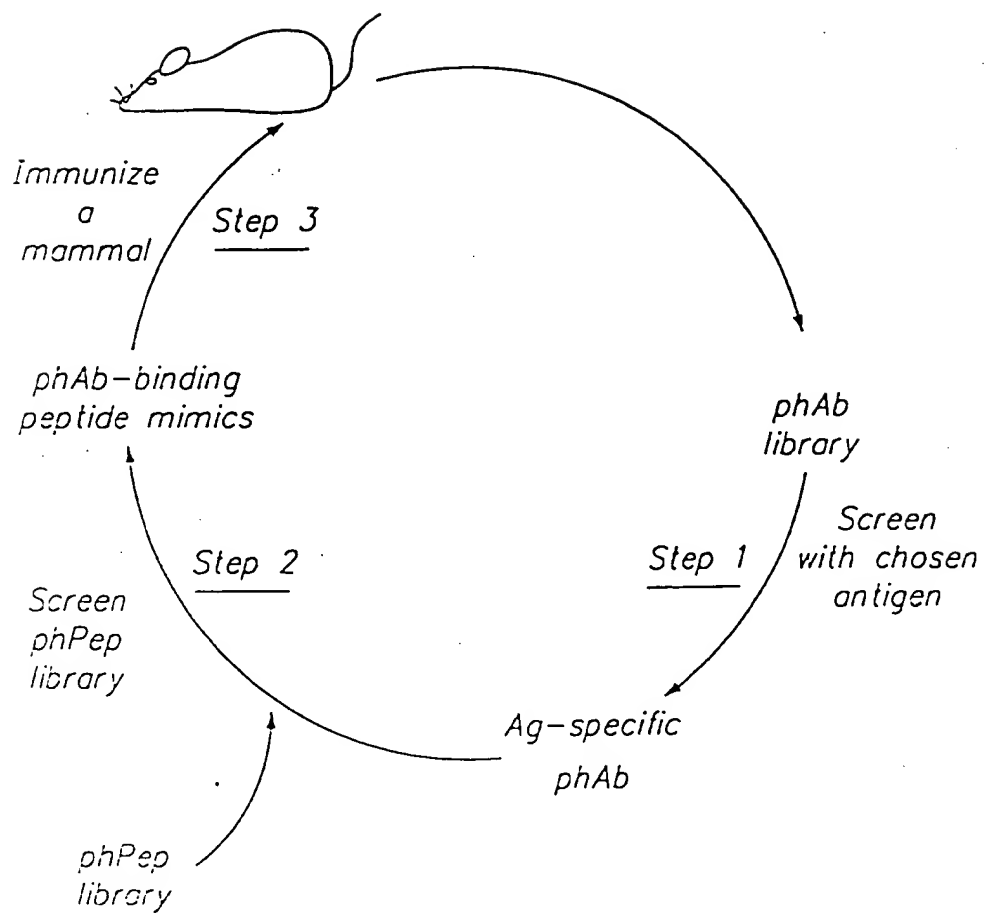 Immunize
a
mammal
Step 3
phAb-binding
peptide mimics
phAb
library
Screen
with chosen
antigen
Step 1
Step 2
Screen
phPep
library
Ag-specific
phAb
phPep
library